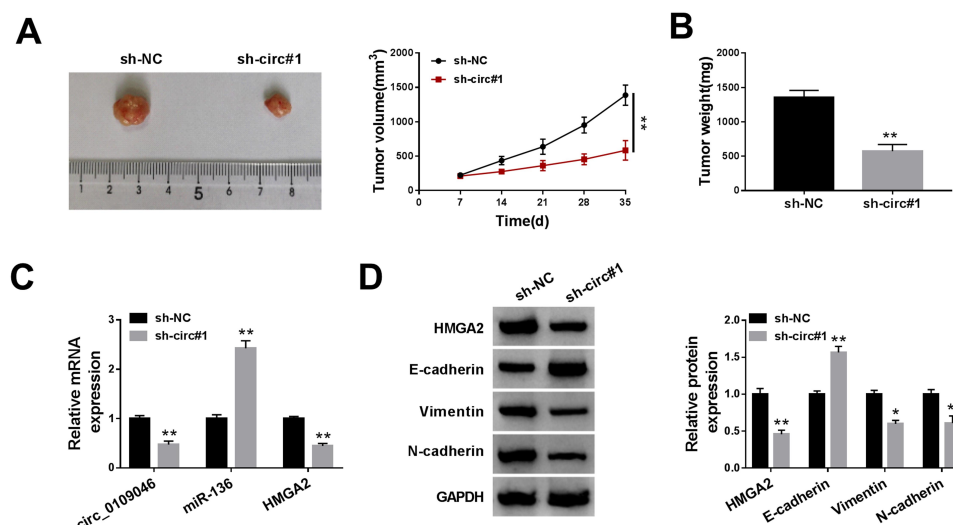 A
sh-NC sh-circ#1
1 2 3 4 5 6 7 8
Tumor volume(mm³)
2000
1500
1000
500
0
0 7 14 21 28 35
Time(d)
sh-NC
sh-circ#1
**
B
Tumor weight(mg)
2000
1500
1000
500
0
**
sh-NC sh-circ#1
C
Relative mRNA
expression
3
2
1
0
sh-NC
sh-circ#1
** ** **
circ_0109046 miR-136 HMGA2
D
sh-NC sh-circ#1
HMGA2
E-cadherin
Vimentin
N-cadherin
GAPDH
Relative protein
expression
2.0
1.5
1.0
0.5
0.0
sh-NC
sh-circ#1
** ** * *
HMGA2 E-cadherin Vimentin N-cadherin